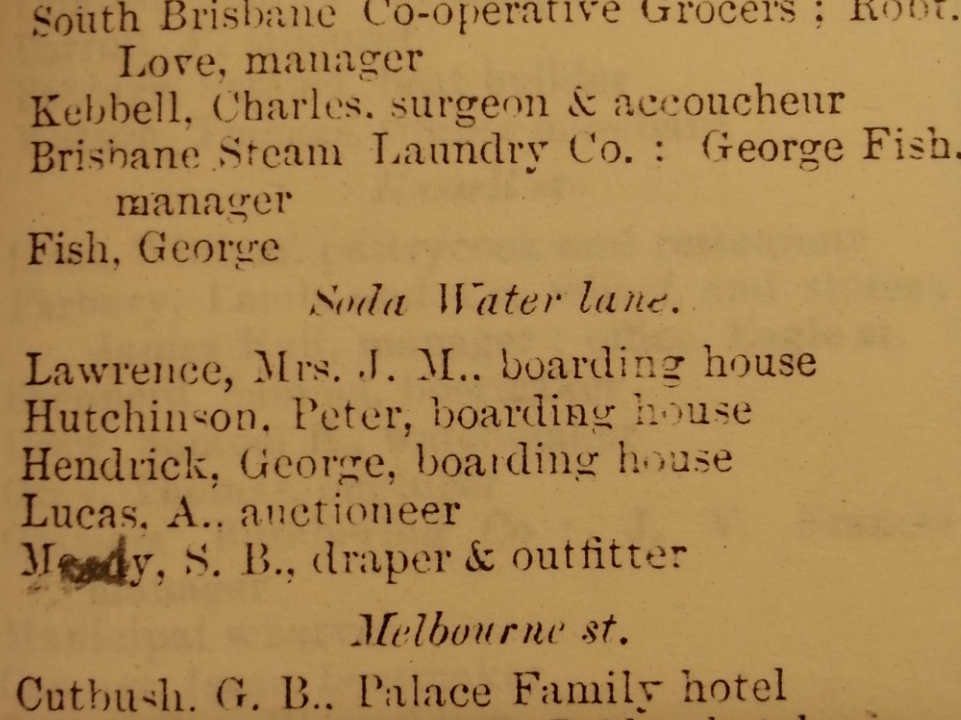 South Brisbane Co-operative Grocers ; Robt.
Love, manager
Kebbell, Charles, surgeon & accoucheur
Brisbane Steam Laundry Co. : George Fish,
manager
Fish, George
Soda Water lane.
Lawrence, Mrs. J. M., boarding house
Hutchinson, Peter, boarding house
Hendrick, George, boarding house
Lucas, A., auctioneer
S. B., draper & outfitter
Melbourne st.
Cutbush, G. B., Palace Family hotel